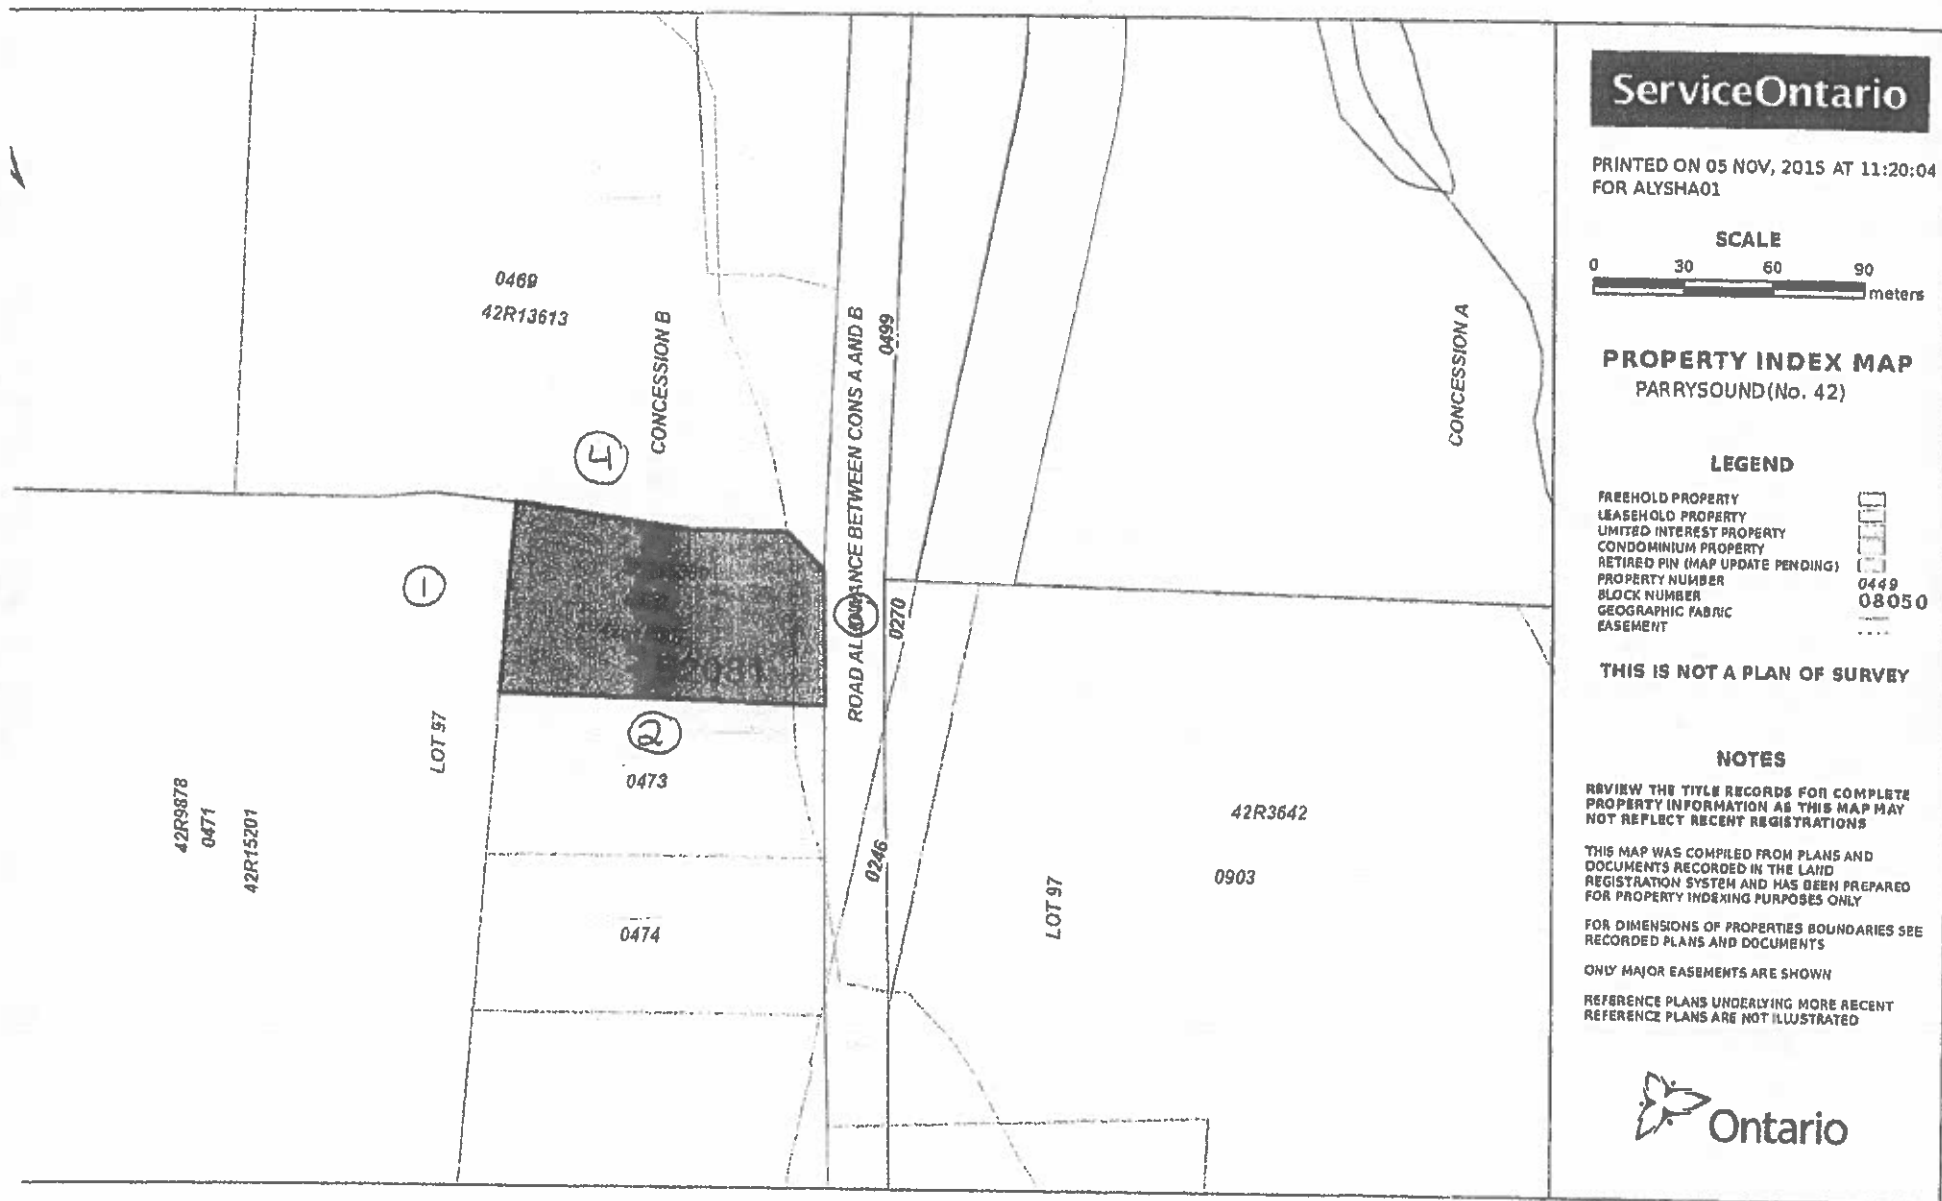 0469
42R13613
CONCESSION B
4
1
2
ROAD ALLOWANCE BETWEEN CONS A AND B
0499
0270
0246
CONCESSION A
LOT 97
0473
0474
42R9878
0471
42R15201
42R3642
0903
LOT 97
ServiceOntario
PRINTED ON 05 NOV, 2015 AT 11:20:04
FOR ALYSHA01
SCALE
0 30 60 90
meters
PROPERTY INDEX MAP
PARRYSOUND(No. 42)
LEGEND
FREEHOLD PROPERTY
LEASEHOLD PROPERTY
LIMITED INTEREST PROPERTY
CONDOMINIUM PROPERTY
RETIRED PIN (MAP UPDATE PENDING)
PROPERTY NUMBER 0449
BLOCK NUMBER 08050
GEOGRAPHIC FABRIC
EASEMENT
THIS IS NOT A PLAN OF SURVEY
NOTES
REVIEW THE TITLE RECORDS FOR COMPLETE
PROPERTY INFORMATION AS THIS MAP MAY
NOT REFLECT RECENT REGISTRATIONS
THIS MAP WAS COMPILED FROM PLANS AND
DOCUMENTS RECORDED IN THE LAND
REGISTRATION SYSTEM AND HAS BEEN PREPARED
FOR PROPERTY INDEXING PURPOSES ONLY
FOR DIMENSIONS OF PROPERTIES BOUNDARIES SEE
RECORDED PLANS AND DOCUMENTS
ONLY MAJOR EASEMENTS ARE SHOWN
REFERENCE PLANS UNDERLYING MORE RECENT
REFERENCE PLANS ARE NOT ILLUSTRATED
Ontario